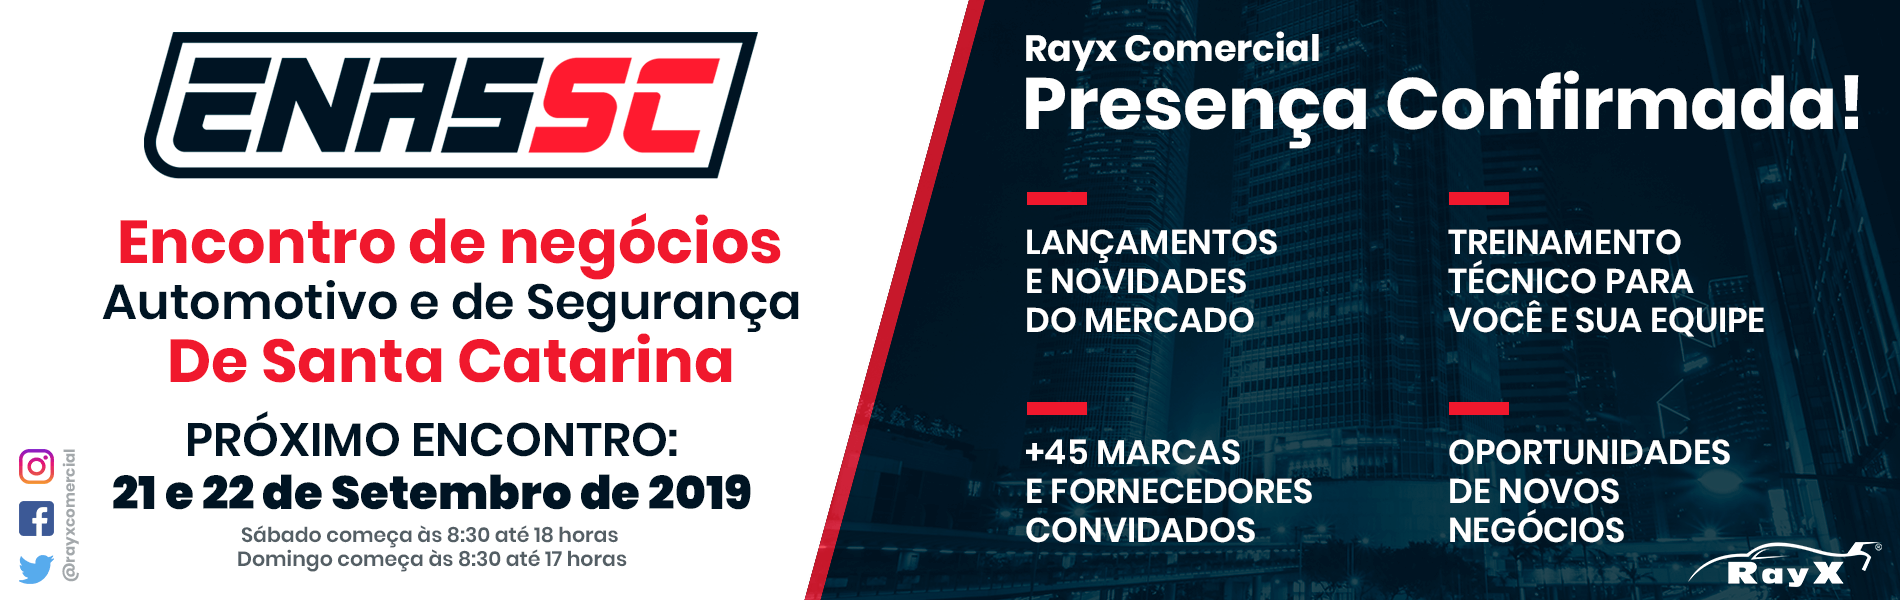 ENASSC
Encontro de negócios
Automotivo e de Segurança
De Santa Catarina
PRÓXIMO ENCONTRO:
21 e 22 de Setembro de 2019
Sábado começa às 8:30 até 18 horas
Domingo começa às 8:30 até 17 horas
@rayxcomercial
Rayx Comercial
Presença Confirmada!
LANÇAMENTOS
E NOVIDADES
DO MERCADO
TREINAMENTO
TÉCNICO PARA
VOCÊ E SUA EQUIPE
+45 MARCAS
E FORNECEDORES
CONVIDADOS
OPORTUNIDADES
DE NOVOS
NEGÓCIOS
RayX®